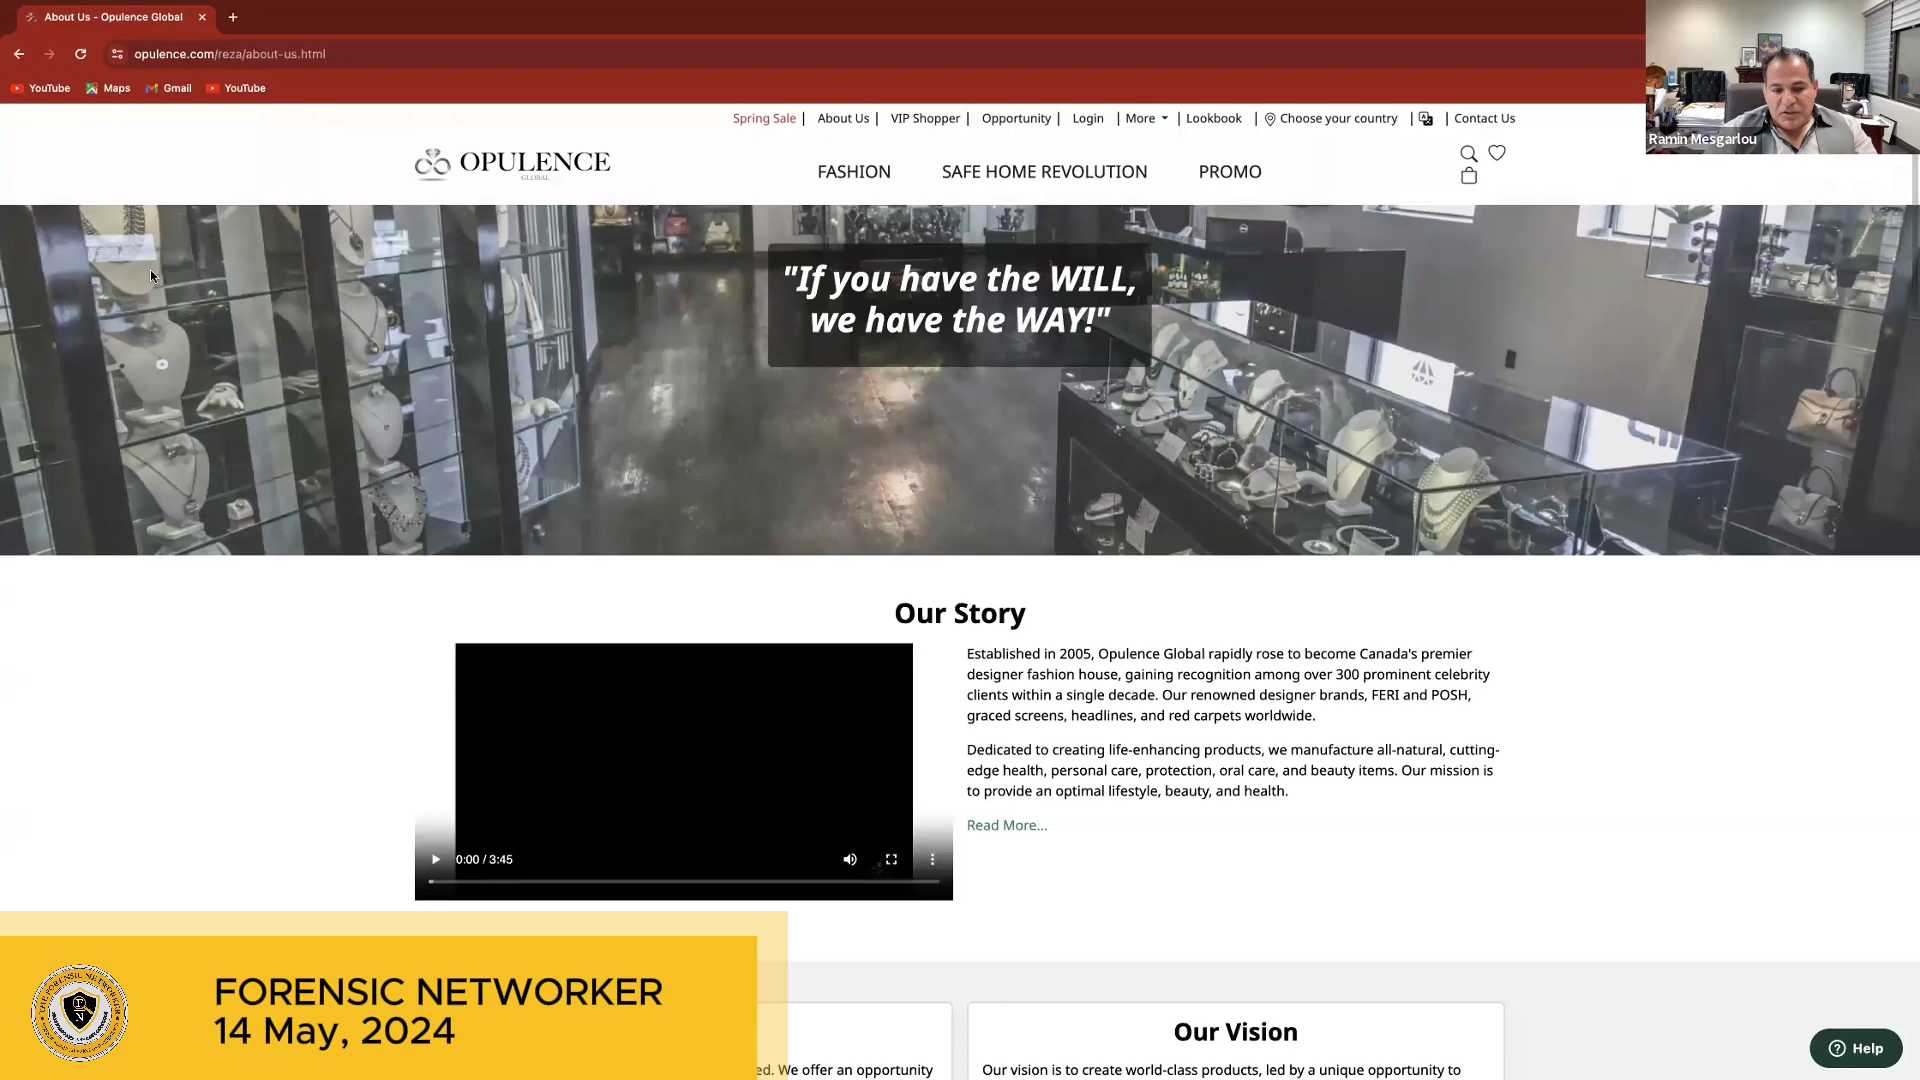 About Us - Opulence Global
opulence.com/reza/about-us.html
YouTube
Maps
Gmail
YouTube
Spring Sale | About Us | VIP Shopper | Opportunity | Login | More | Lookbook | Choose your country | | Contact Us
Ramin Mesgarlou
OPULENCE
GLOBAL
FASHION
SAFE HOME REVOLUTION
PROMO
"If you have the WILL,
we have the WAY!"
Our Story
Established in 2005, Opulence Global rapidly rose to become Canada's premier
designer fashion house, gaining recognition among over 300 prominent celebrity
clients within a single decade. Our renowned designer brands, FERI and POSH,
graced screens, headlines, and red carpets worldwide.
Dedicated to creating life-enhancing products, we manufacture all-natural, cutting-
edge health, personal care, protection, oral care, and beauty items. Our mission is
to provide an optimal lifestyle, beauty, and health.
Read More...
0:00 / 3:45
FORENSIC NETWORKER
14 May, 2024
We offer an opportunity
Our Vision
Our vision is to create world-class products, led by a unique opportunity to
Help